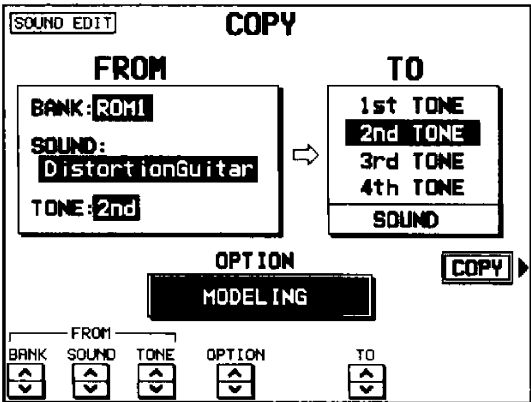 SOUND EDIT
COPY
FROM
BANK:ROM1
SOUND:
DistortionGuitar
TONE:2nd
TO
1st TONE
2nd TONE
3rd TONE
4th TONE
SOUND
OPTION
MODELING
COPY
FROM
BANK SOUND TONE OPTION TO